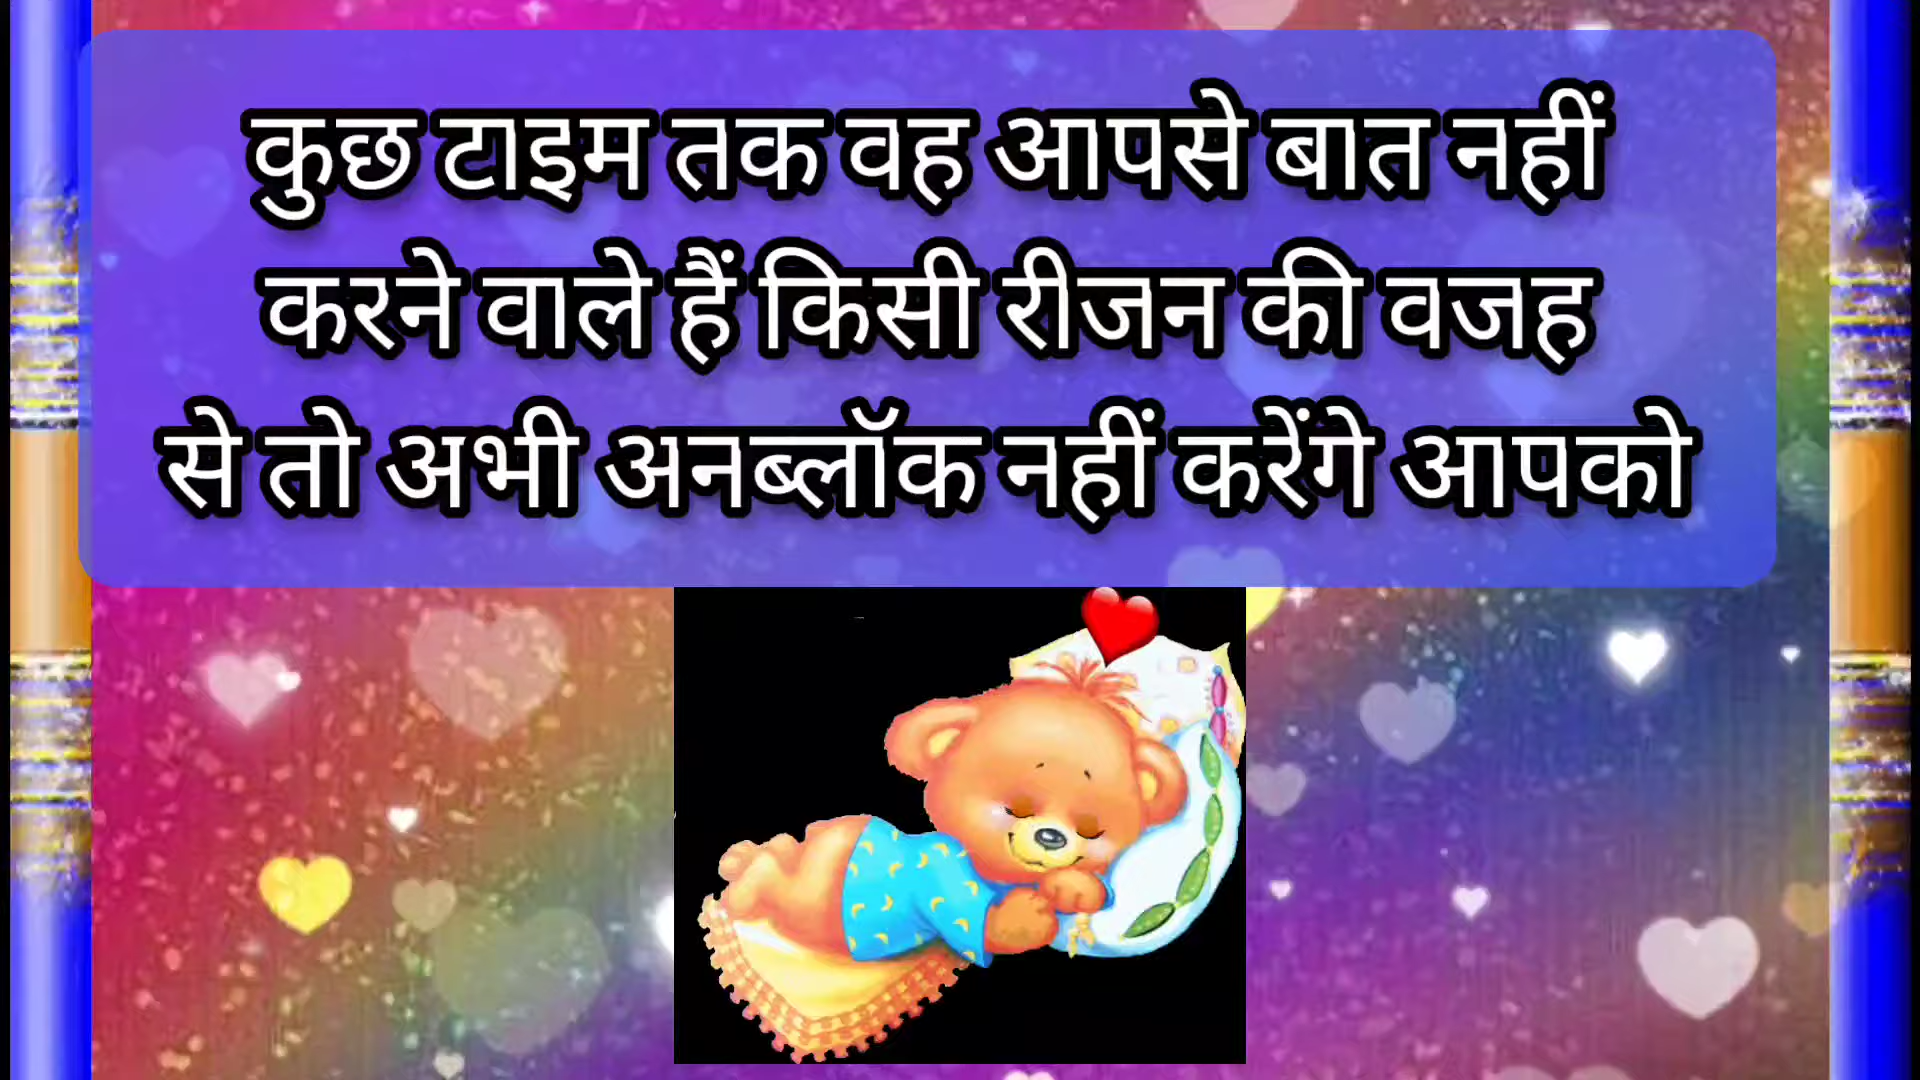 कुछ टाइम तक वह आपसे बात नहीं
करने वाले हैं किसी रीजन की वजह
से तो अभी अनब्लॉक नहीं करेंगे आपको